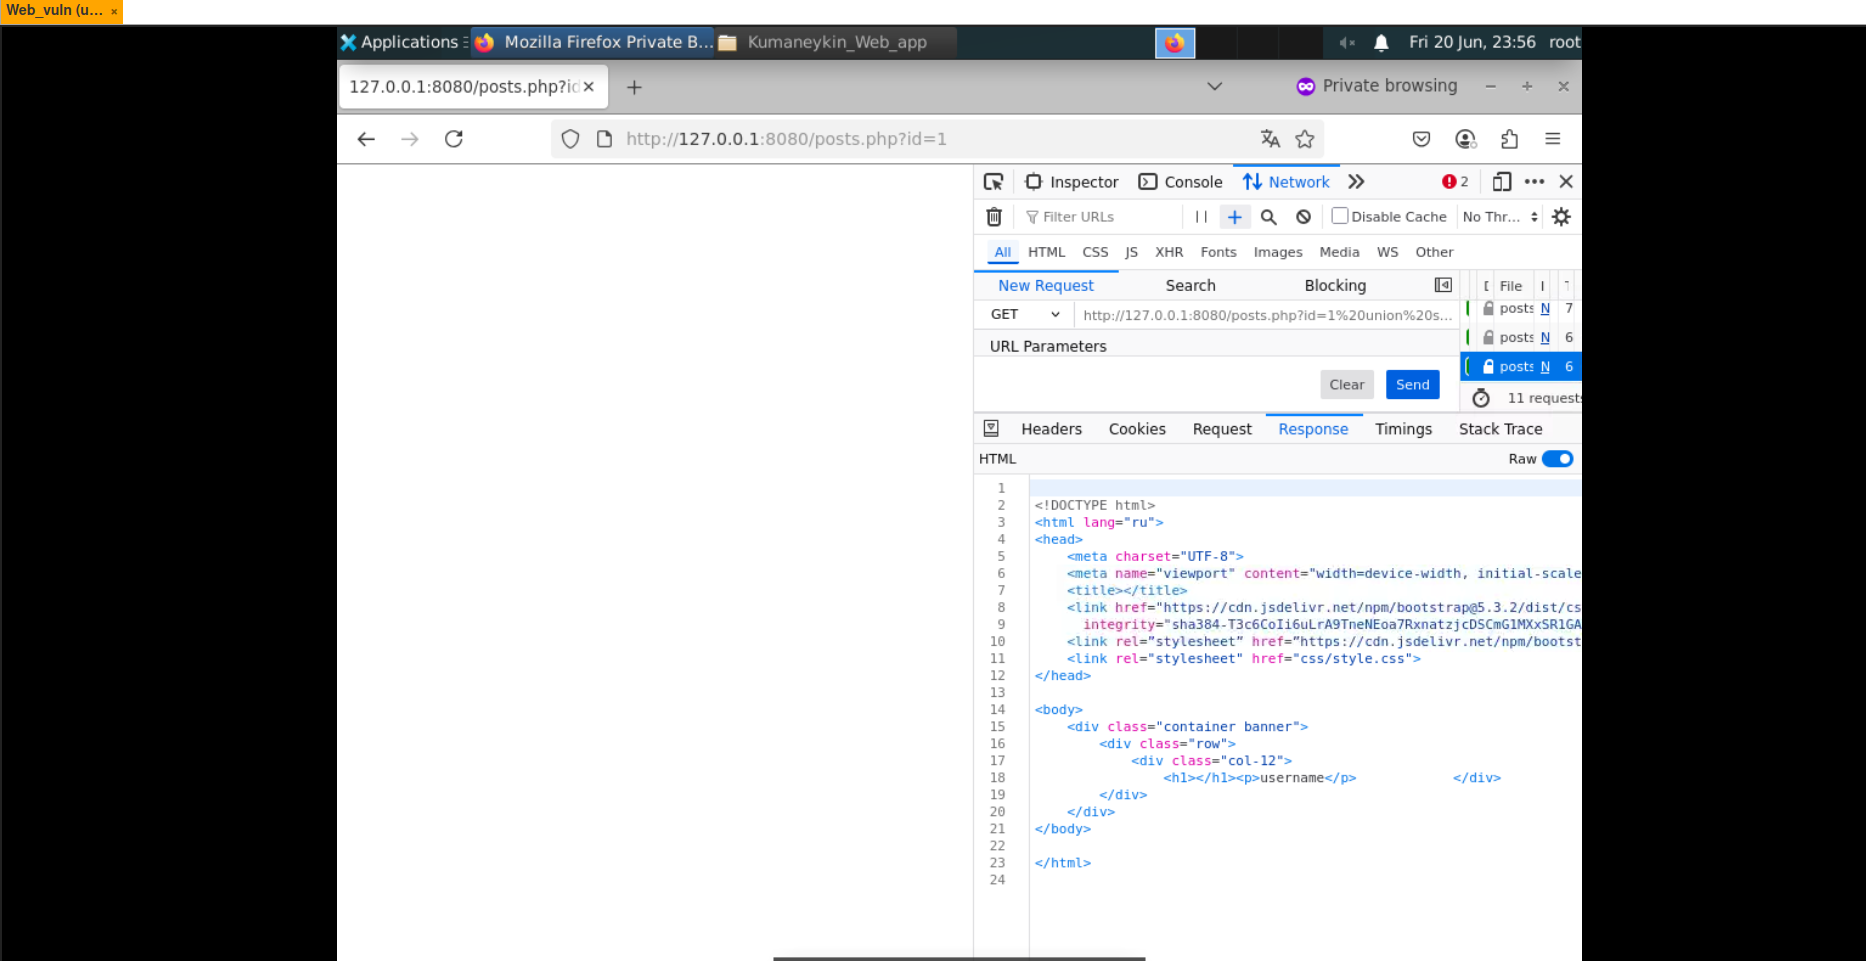 Web_vuln (u... ×
Applications Mozilla Firefox Private B... Kumaneykin_Web_app Fri 20 Jun, 23:56 root
127.0.0.1:8080/posts.php?id × + Private browsing − + ×
http://127.0.0.1:8080/posts.php?id=1
Inspector Console Network 2
Filter URLs Disable Cache No Thr...
All HTML CSS JS XHR Fonts Images Media WS Other
New Request Search Blocking File
GET http://127.0.0.1:8080/posts.php?id=1%20union%20s... posts N 7
URL Parameters posts N 6
Clear Send posts N 6
11 requests
Headers Cookies Request Response Timings Stack Trace
HTML Raw
1
2 <!DOCTYPE html>
3 <html lang="ru">
4 <head>
5 <meta charset="UTF-8">
6 <meta name="viewport" content="width=device-width, initial-scale
7 <title></title>
8 <link href="https://cdn.jsdelivr.net/npm/bootstrap@5.3.2/dist/cs
9 integrity="sha384-T3c6CoIi6uLrA9TneNEoa7RxnatzjcDSCmG1MXxSR1GA
10 <link rel=”stylesheet” href=”https://cdn.jsdelivr.net/npm/bootst
11 <link rel="stylesheet" href="css/style.css">
12 </head>
13
14 <body>
15 <div class="container banner">
16 <div class="row">
17 <div class="col-12">
18 <h1></h1><p>username</p> </div>
19 </div>
20 </div>
21 </body>
22
23 </html>
24